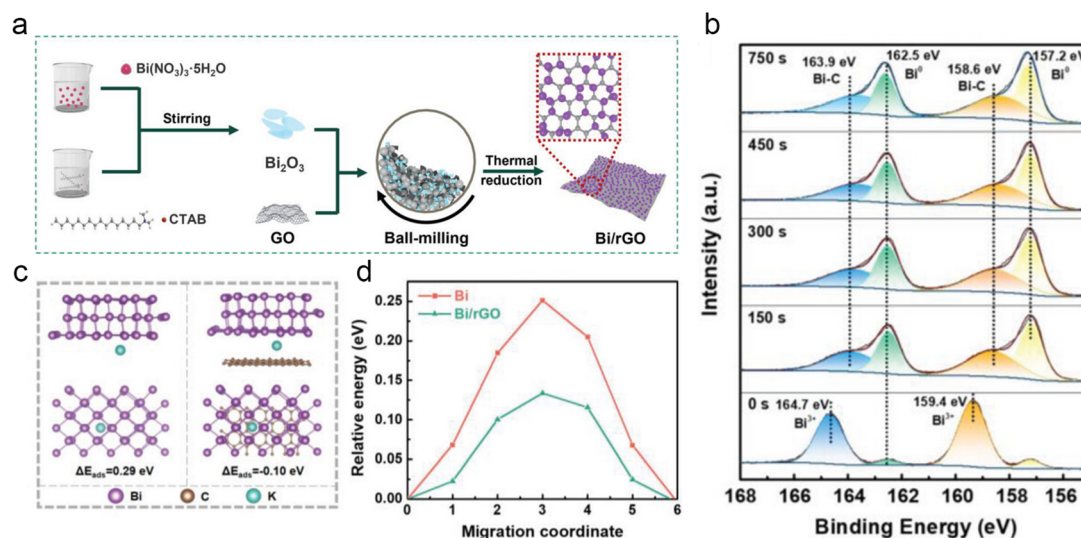 a
Bi(NO₃)₃·5H₂O
Stirring
Bi₂O₃
CTAB
GO
Ball-milling
Thermal
reduction
Bi/rGO
b
750 s
163.9 eV
Bi-C
162.5 eV
Bi⁰
158.6 eV
Bi-C
157.2 eV
Bi⁰
450 s
300 s
150 s
0 s
164.7 eV
Bi³⁺
159.4 eV
Bi³⁺
Intensity (a.u.)
168 166 164 162 160 158 156
Binding Energy (eV)
c
ΔEads=0.29 eV
ΔEads=-0.10 eV
Bi C K
d
Bi
Bi/rGO
Relative energy (eV)
0.25
0.20
0.15
0.10
0.05
0.00
0 1 2 3 4 5 6
Migration coordinate